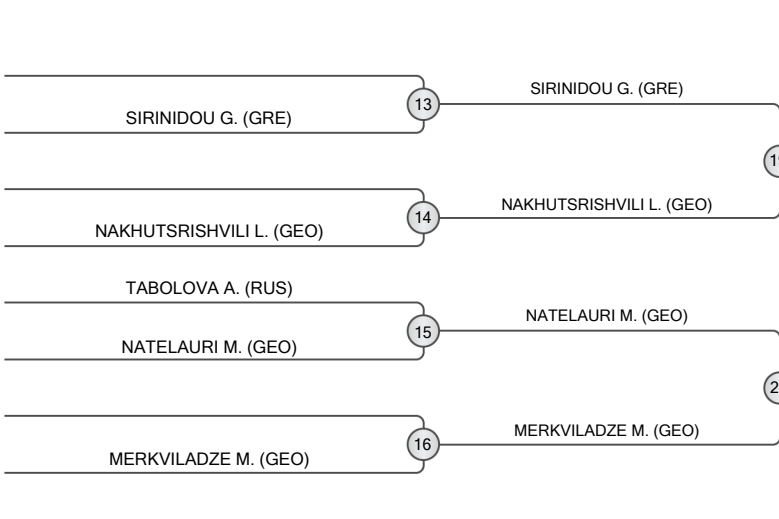 SIRINIDOU G. (GRE)
13
SIRINIDOU G. (GRE)
NAKHUTSRISHVILI L. (GEO)
14
NAKHUTSRISHVILI L. (GEO)
TABOLOVA A. (RUS)
NATELAURI M. (GEO)
15
NATELAURI M. (GEO)
MERKVILADZE M. (GEO)
16
MERKVILADZE M. (GEO)